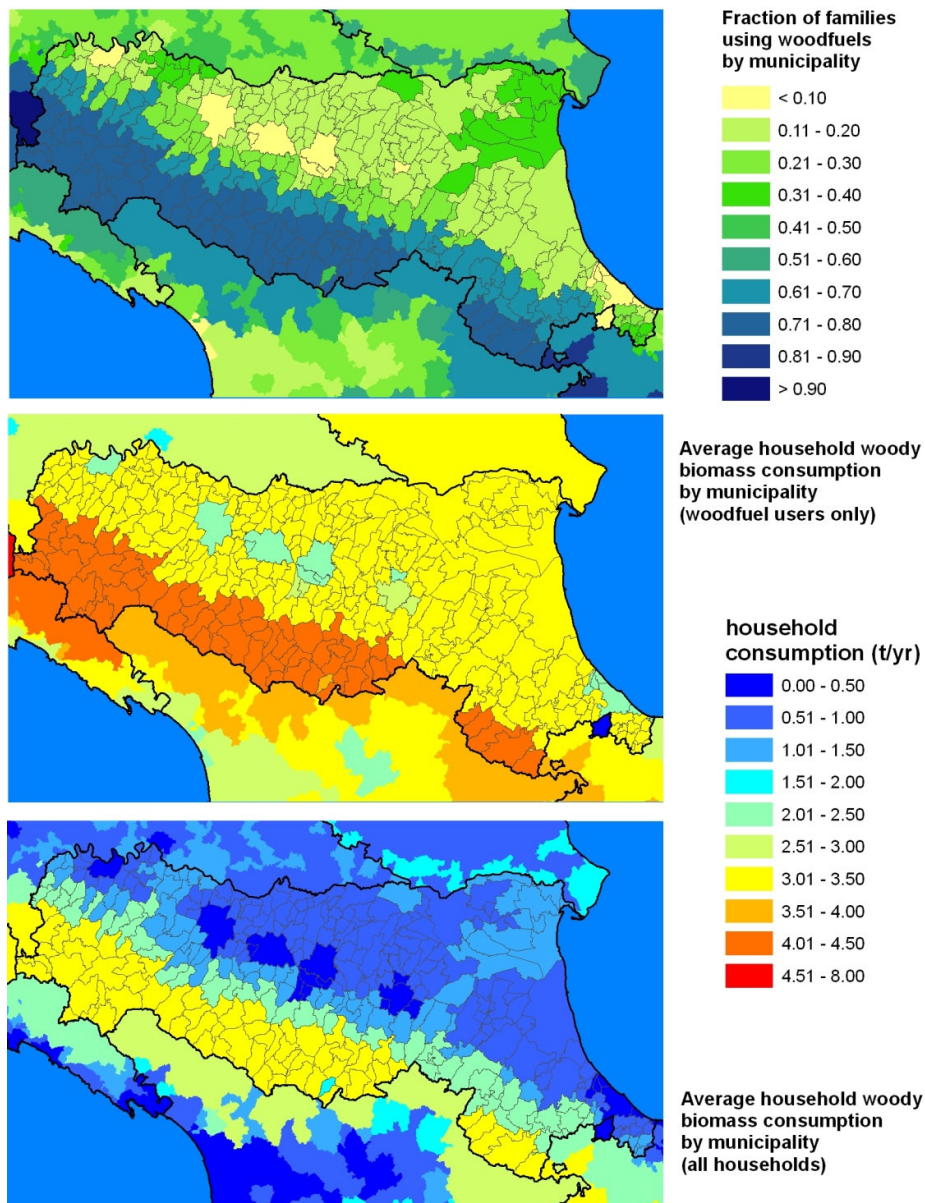 Fraction of families
using woodfuels
by municipality
< 0.10
0.11 - 0.20
0.21 - 0.30
0.31 - 0.40
0.41 - 0.50
0.51 - 0.60
0.61 - 0.70
0.71 - 0.80
0.81 - 0.90
> 0.90
Average household woody
biomass consumption
by municipality
(woodfuel users only)
household
consumption (t/yr)
0.00 - 0.50
0.51 - 1.00
1.01 - 1.50
1.51 - 2.00
2.01 - 2.50
2.51 - 3.00
3.01 - 3.50
3.51 - 4.00
4.01 - 4.50
4.51 - 8.00
Average household woody
biomass consumption
by municipality
(all households)